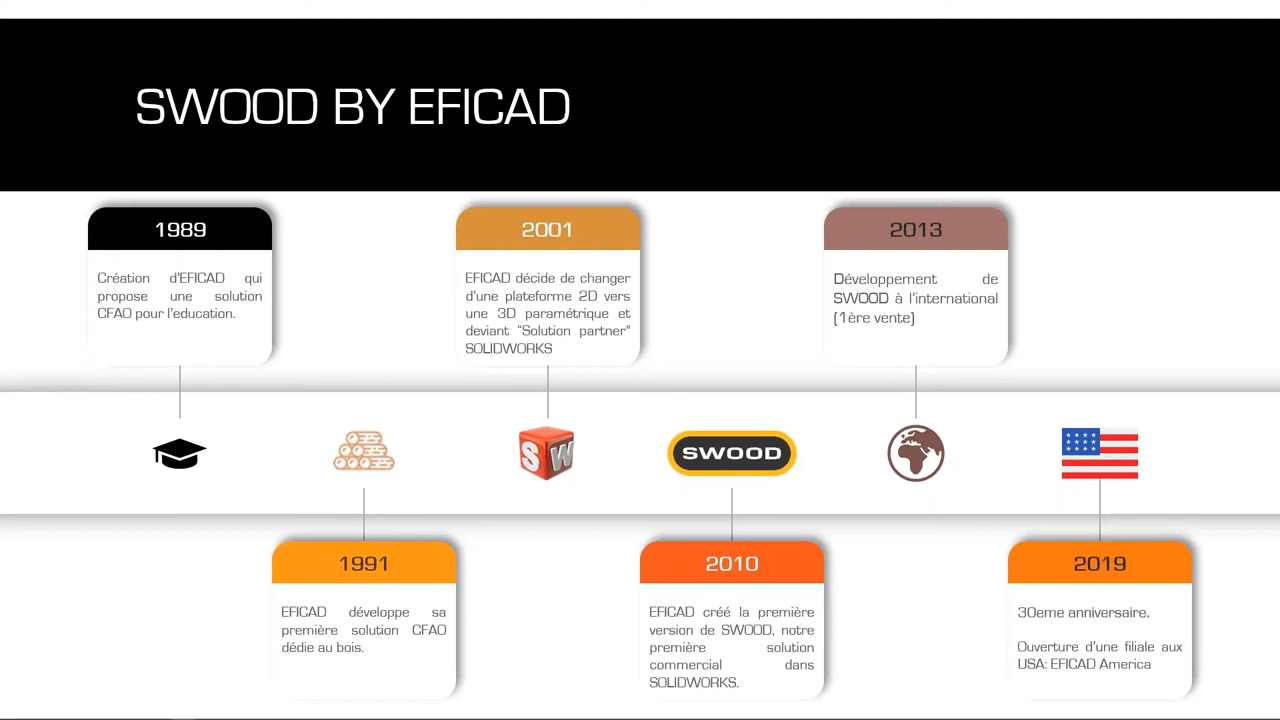 SWOOD BY EFICAD
1989
Création d'EFICAD qui
propose une solution
CFAO pour l'education.
2001
EFICAD décide de changer
d'une plateforme 2D vers
une 3D paramétrique et
deviant “Solution partner”
SOLIDWORKS
2013
Développement de
SWOOD à l'international
(1ère vente)
SW
SWOOD
1991
EFICAD développe sa
première solution CFAO
dédie au bois.
2010
EFICAD créé la première
version de SWOOD, notre
première solution
commercial dans
SOLIDWORKS.
2019
30eme anniversaire.
Ouverture d'une filiale aux
USA: EFICAD America